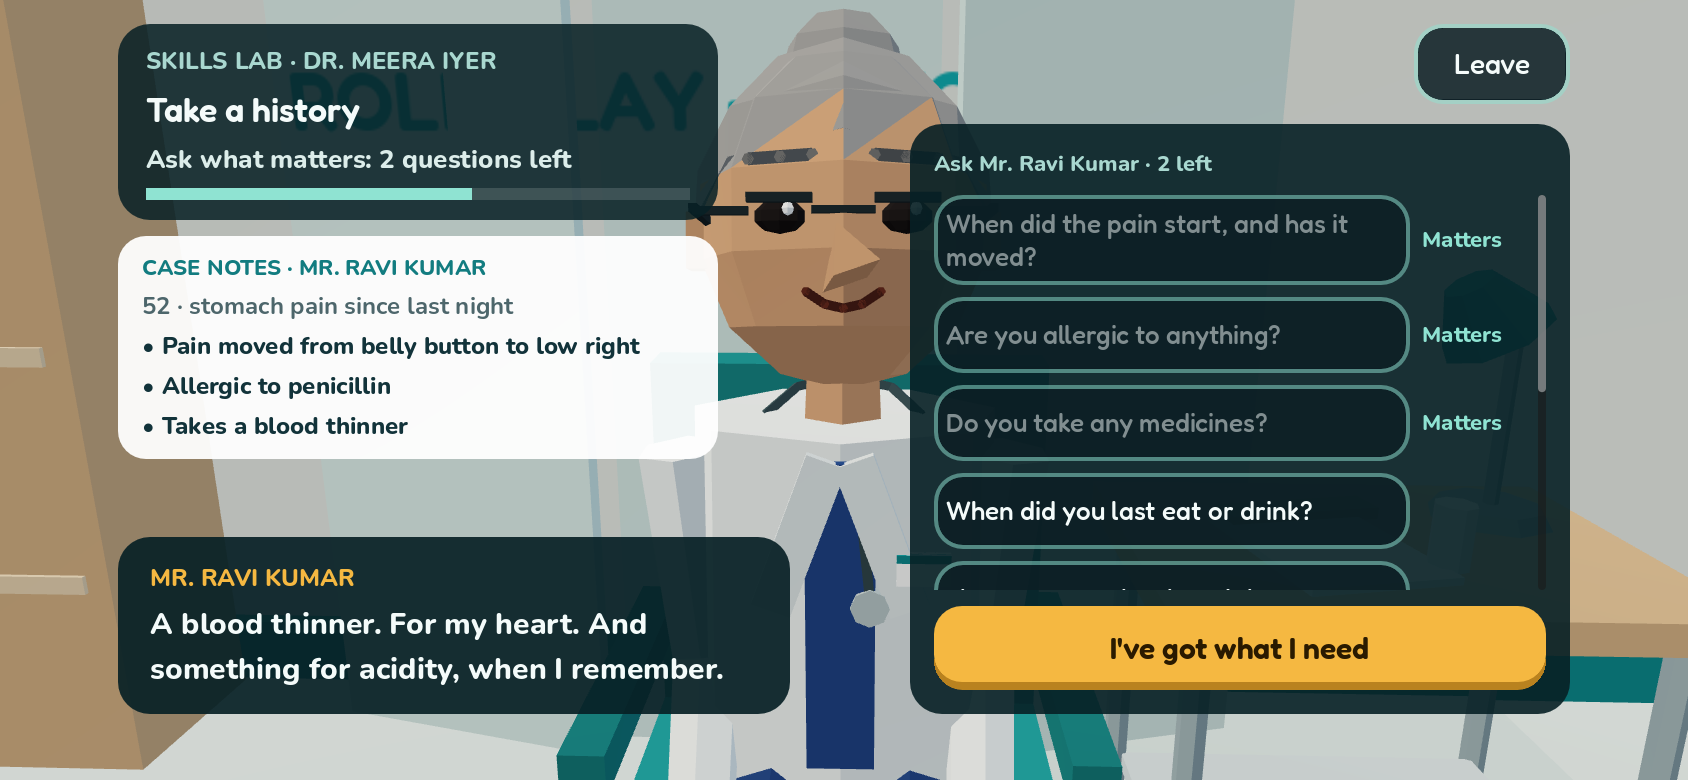 SKILLS LAB · DR. MEERA IYER
Take a history
Ask what matters: 2 questions left
CASE NOTES · MR. RAVI KUMAR
52 · stomach pain since last night
• Pain moved from belly button to low right
• Allergic to penicillin
• Takes a blood thinner
MR. RAVI KUMAR
A blood thinner. For my heart. And
something for acidity, when I remember.
Leave
Ask Mr. Ravi Kumar · 2 left
When did the pain start, and has it
moved?
Matters
Are you allergic to anything?
Matters
Do you take any medicines?
Matters
When did you last eat or drink?
I've got what I need